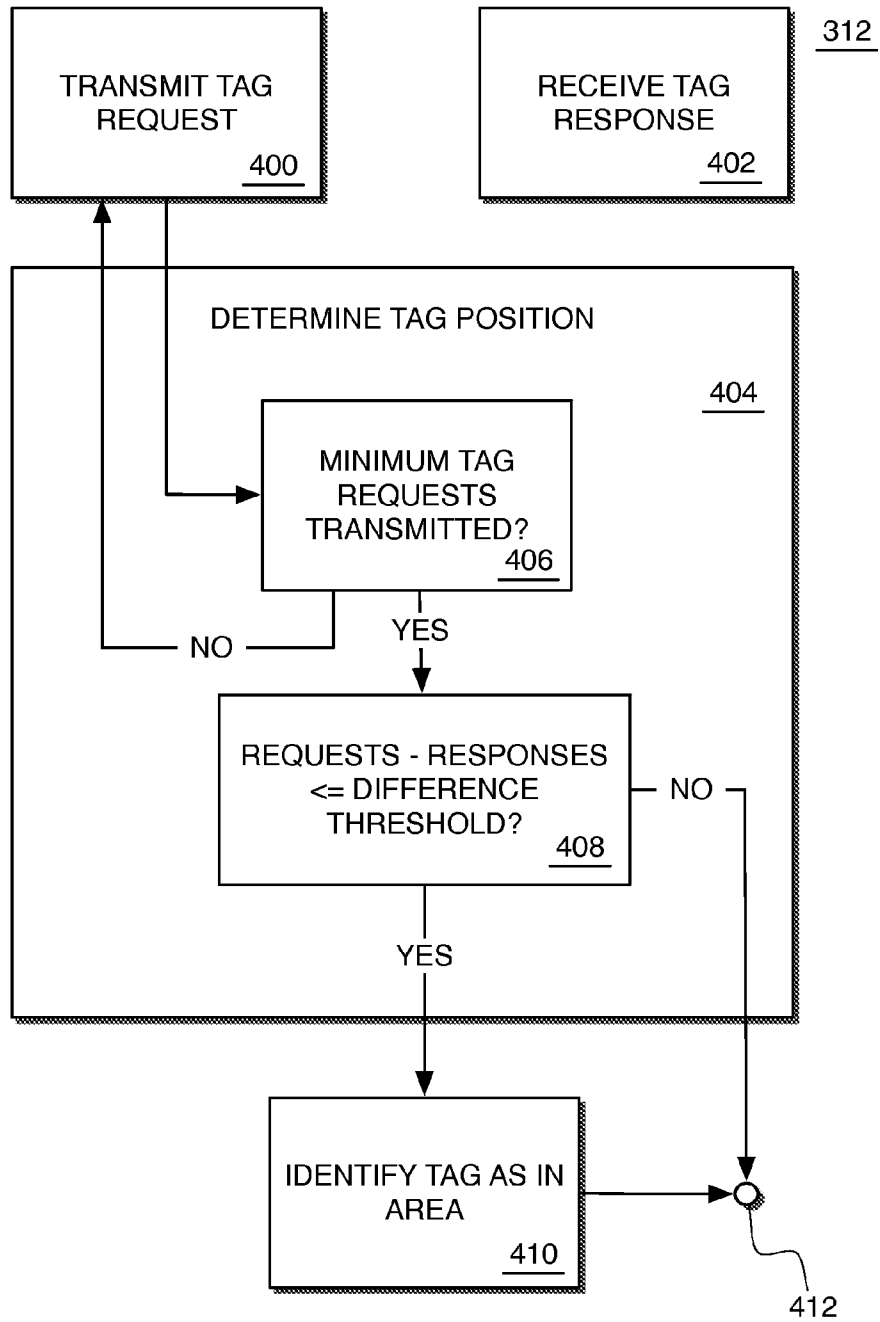 312
TRANSMIT TAG
REQUEST
400
RECEIVE TAG
RESPONSE
402
DETERMINE TAG POSITION
404
MINIMUM TAG
REQUESTS
TRANSMITTED?
406
NO
YES
REQUESTS - RESPONSES
<= DIFFERENCE
THRESHOLD?
408
NO
YES
IDENTIFY TAG AS IN
AREA
410
412